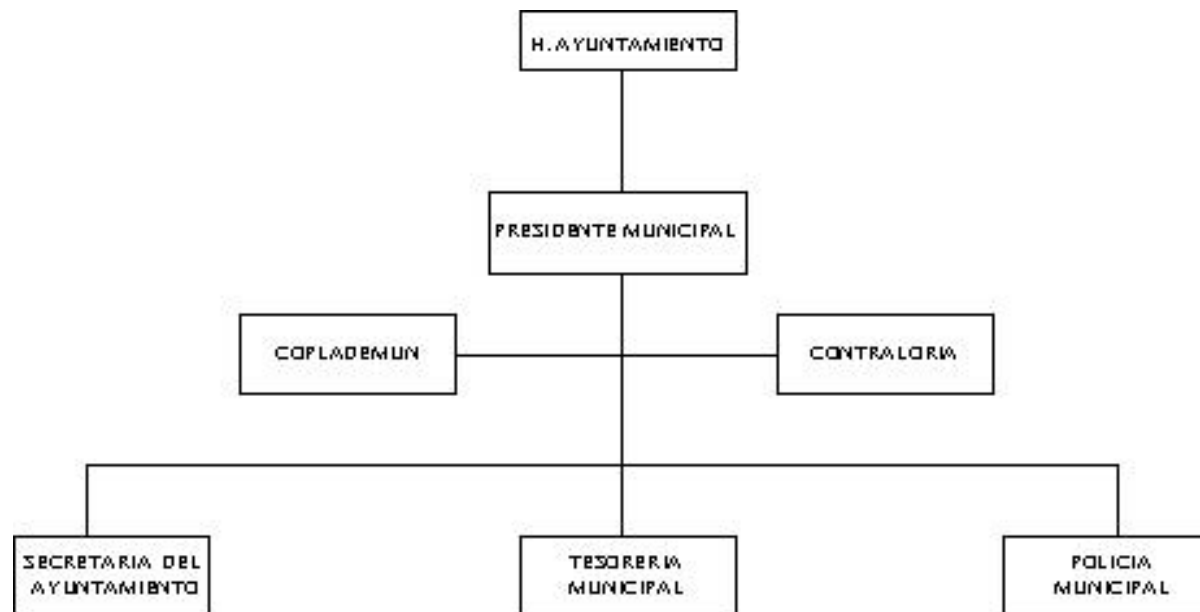 H. AYUNTAMIENTO
PRESIDENTE MUNICIPAL
COPLADEMUN
CONTRALORIA
SECRETARIA DEL
AYUNTAMIENTO
TESORERIA
MUNICIPAL
POLICIA
MUNICIPAL